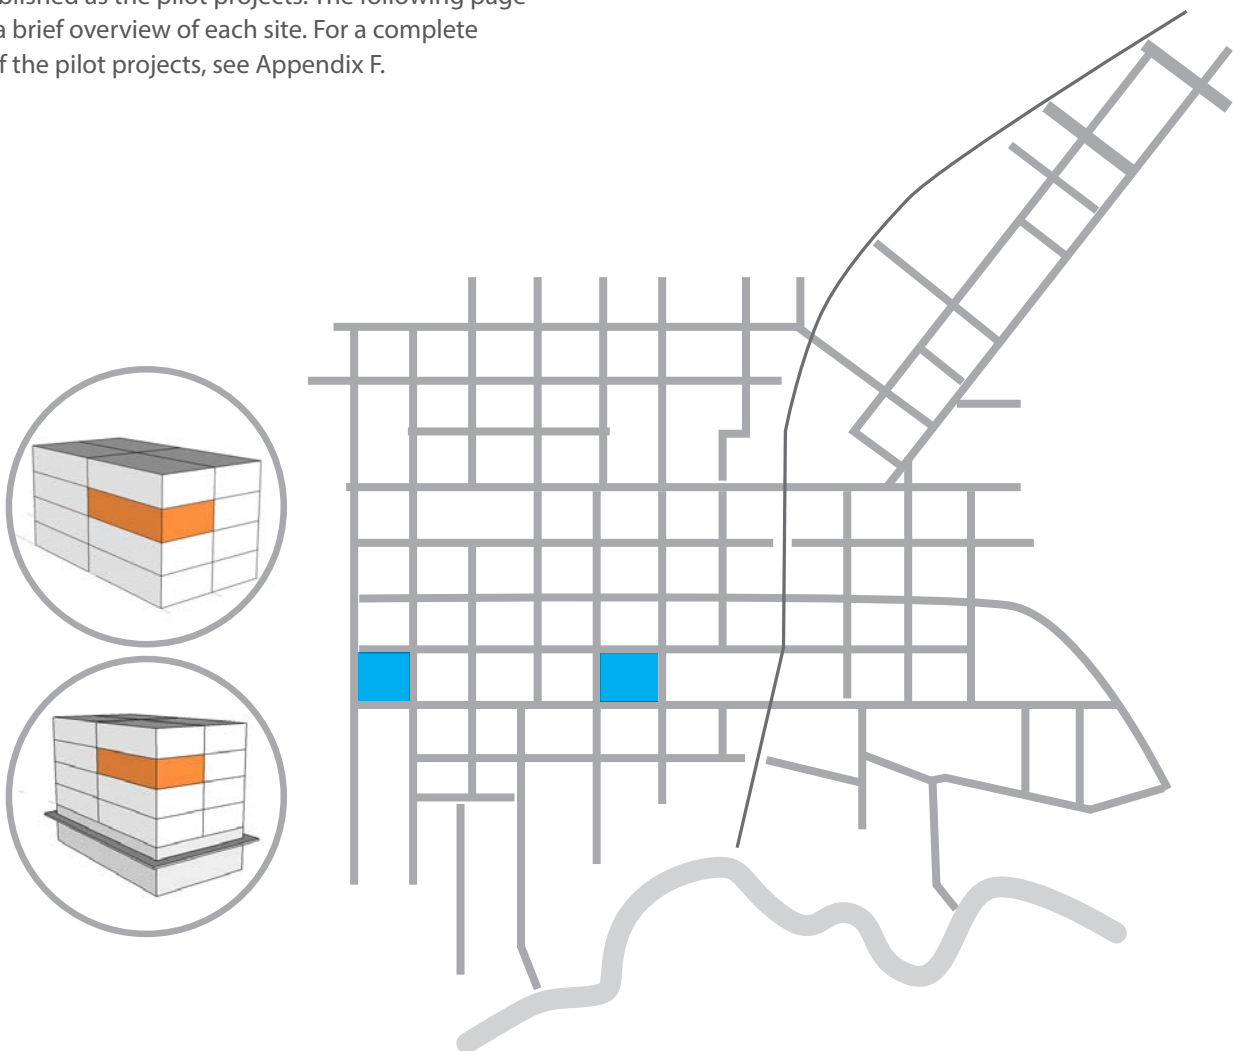 as the pilot projects. The following page
a brief overview of each site. For a complete
the pilot projects, see Appendix F.